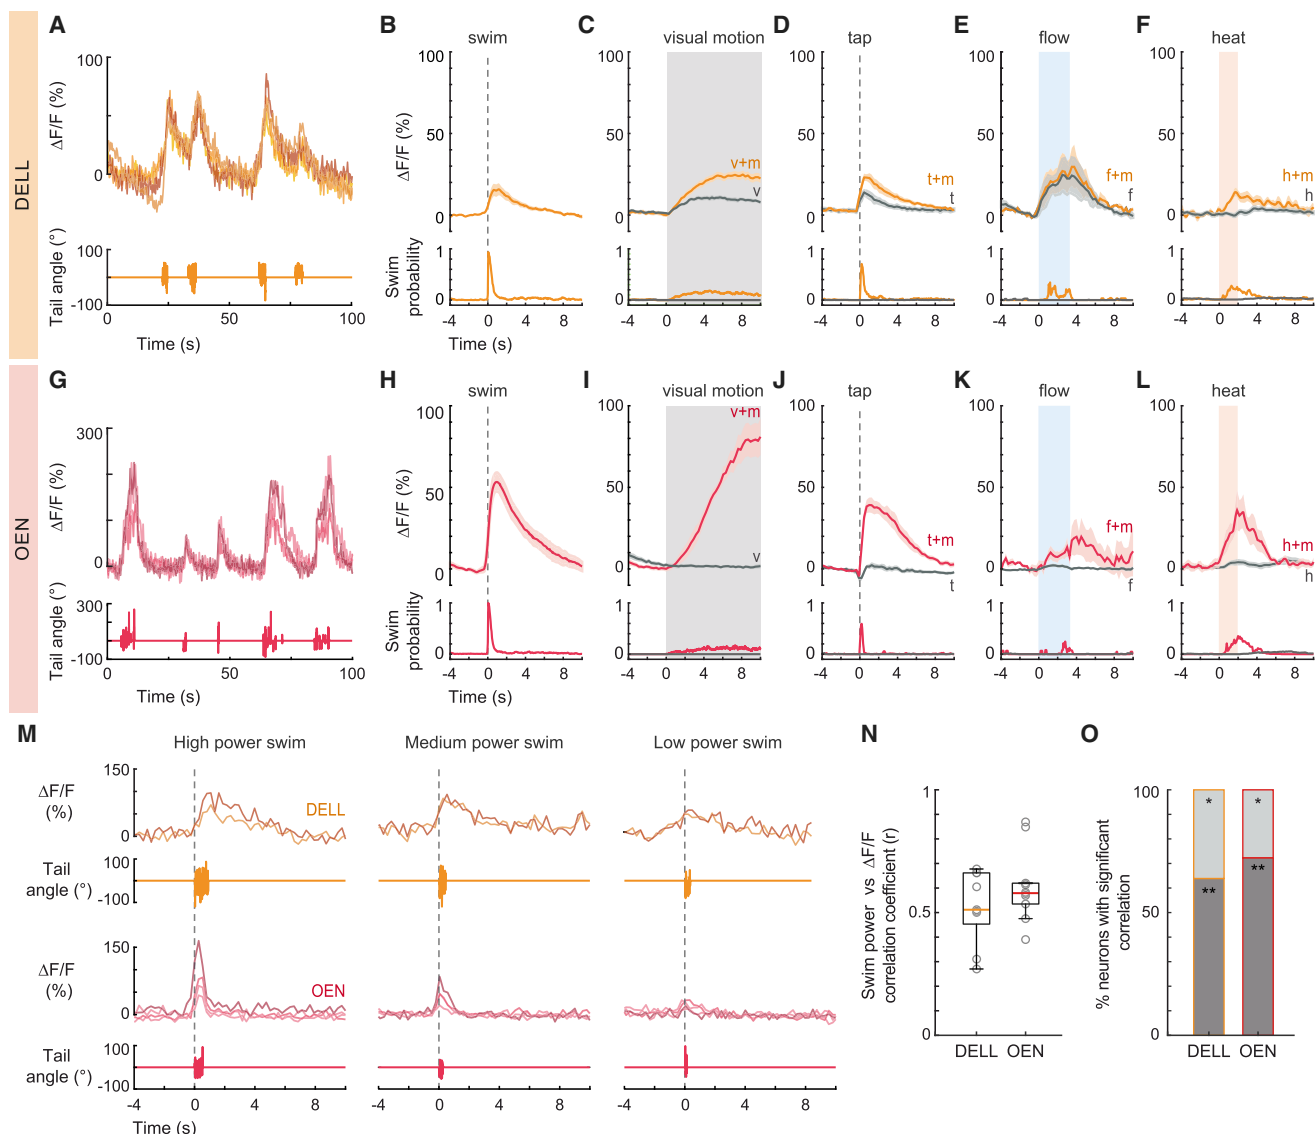 DELL
A
100
50
0
ΔF/F (%)
100
0
-100
Tail angle (°)
0
50
100
Time (s)
B
swim
100
50
0
ΔF/F (%)
1
0
Swim
probability
-4
0
4
8
Time (s)
C
visual motion
100
50
0
v+m
v
1
0
-4
0
4
8
D
tap
100
50
0
t+m
t
1
0
-4
0
4
8
E
flow
100
50
0
f+m
f
1
0
-4
0
4
8
F
heat
100
50
0
h+m
h
1
0
-4
0
4
8
OEN
G
300
0
ΔF/F (%)
300
0
-100
Tail angle (°)
0
50
100
Time (s)
H
swim
100
50
0
ΔF/F (%)
1
0
Swim
probability
-4
0
4
8
Time (s)
I
visual motion
100
50
0
v+m
v
1
0
-4
0
4
8
J
tap
100
50
0
t+m
t
1
0
-4
0
4
8
K
flow
100
50
0
f+m
f
1
0
-4
0
4
8
L
heat
100
50
0
h+m
h
1
0
-4
0
4
8
M
High power swim
Medium power swim
Low power swim
ΔF/F
(%)
150
0
DELL
Tail
angle (°)
100
-100
ΔF/F
(%)
150
0
OEN
Tail
angle (°)
100
-100
-4
0
4
8
-4
0
4
8
-4
0
4
8
Time (s)
N
Swim power vs ΔF/F
correlation coefficient (r)
1
0.5
0
DELL
OEN
O
% neurons with significant
correlation
100
50
0
*
**
*
**
DELL
OEN